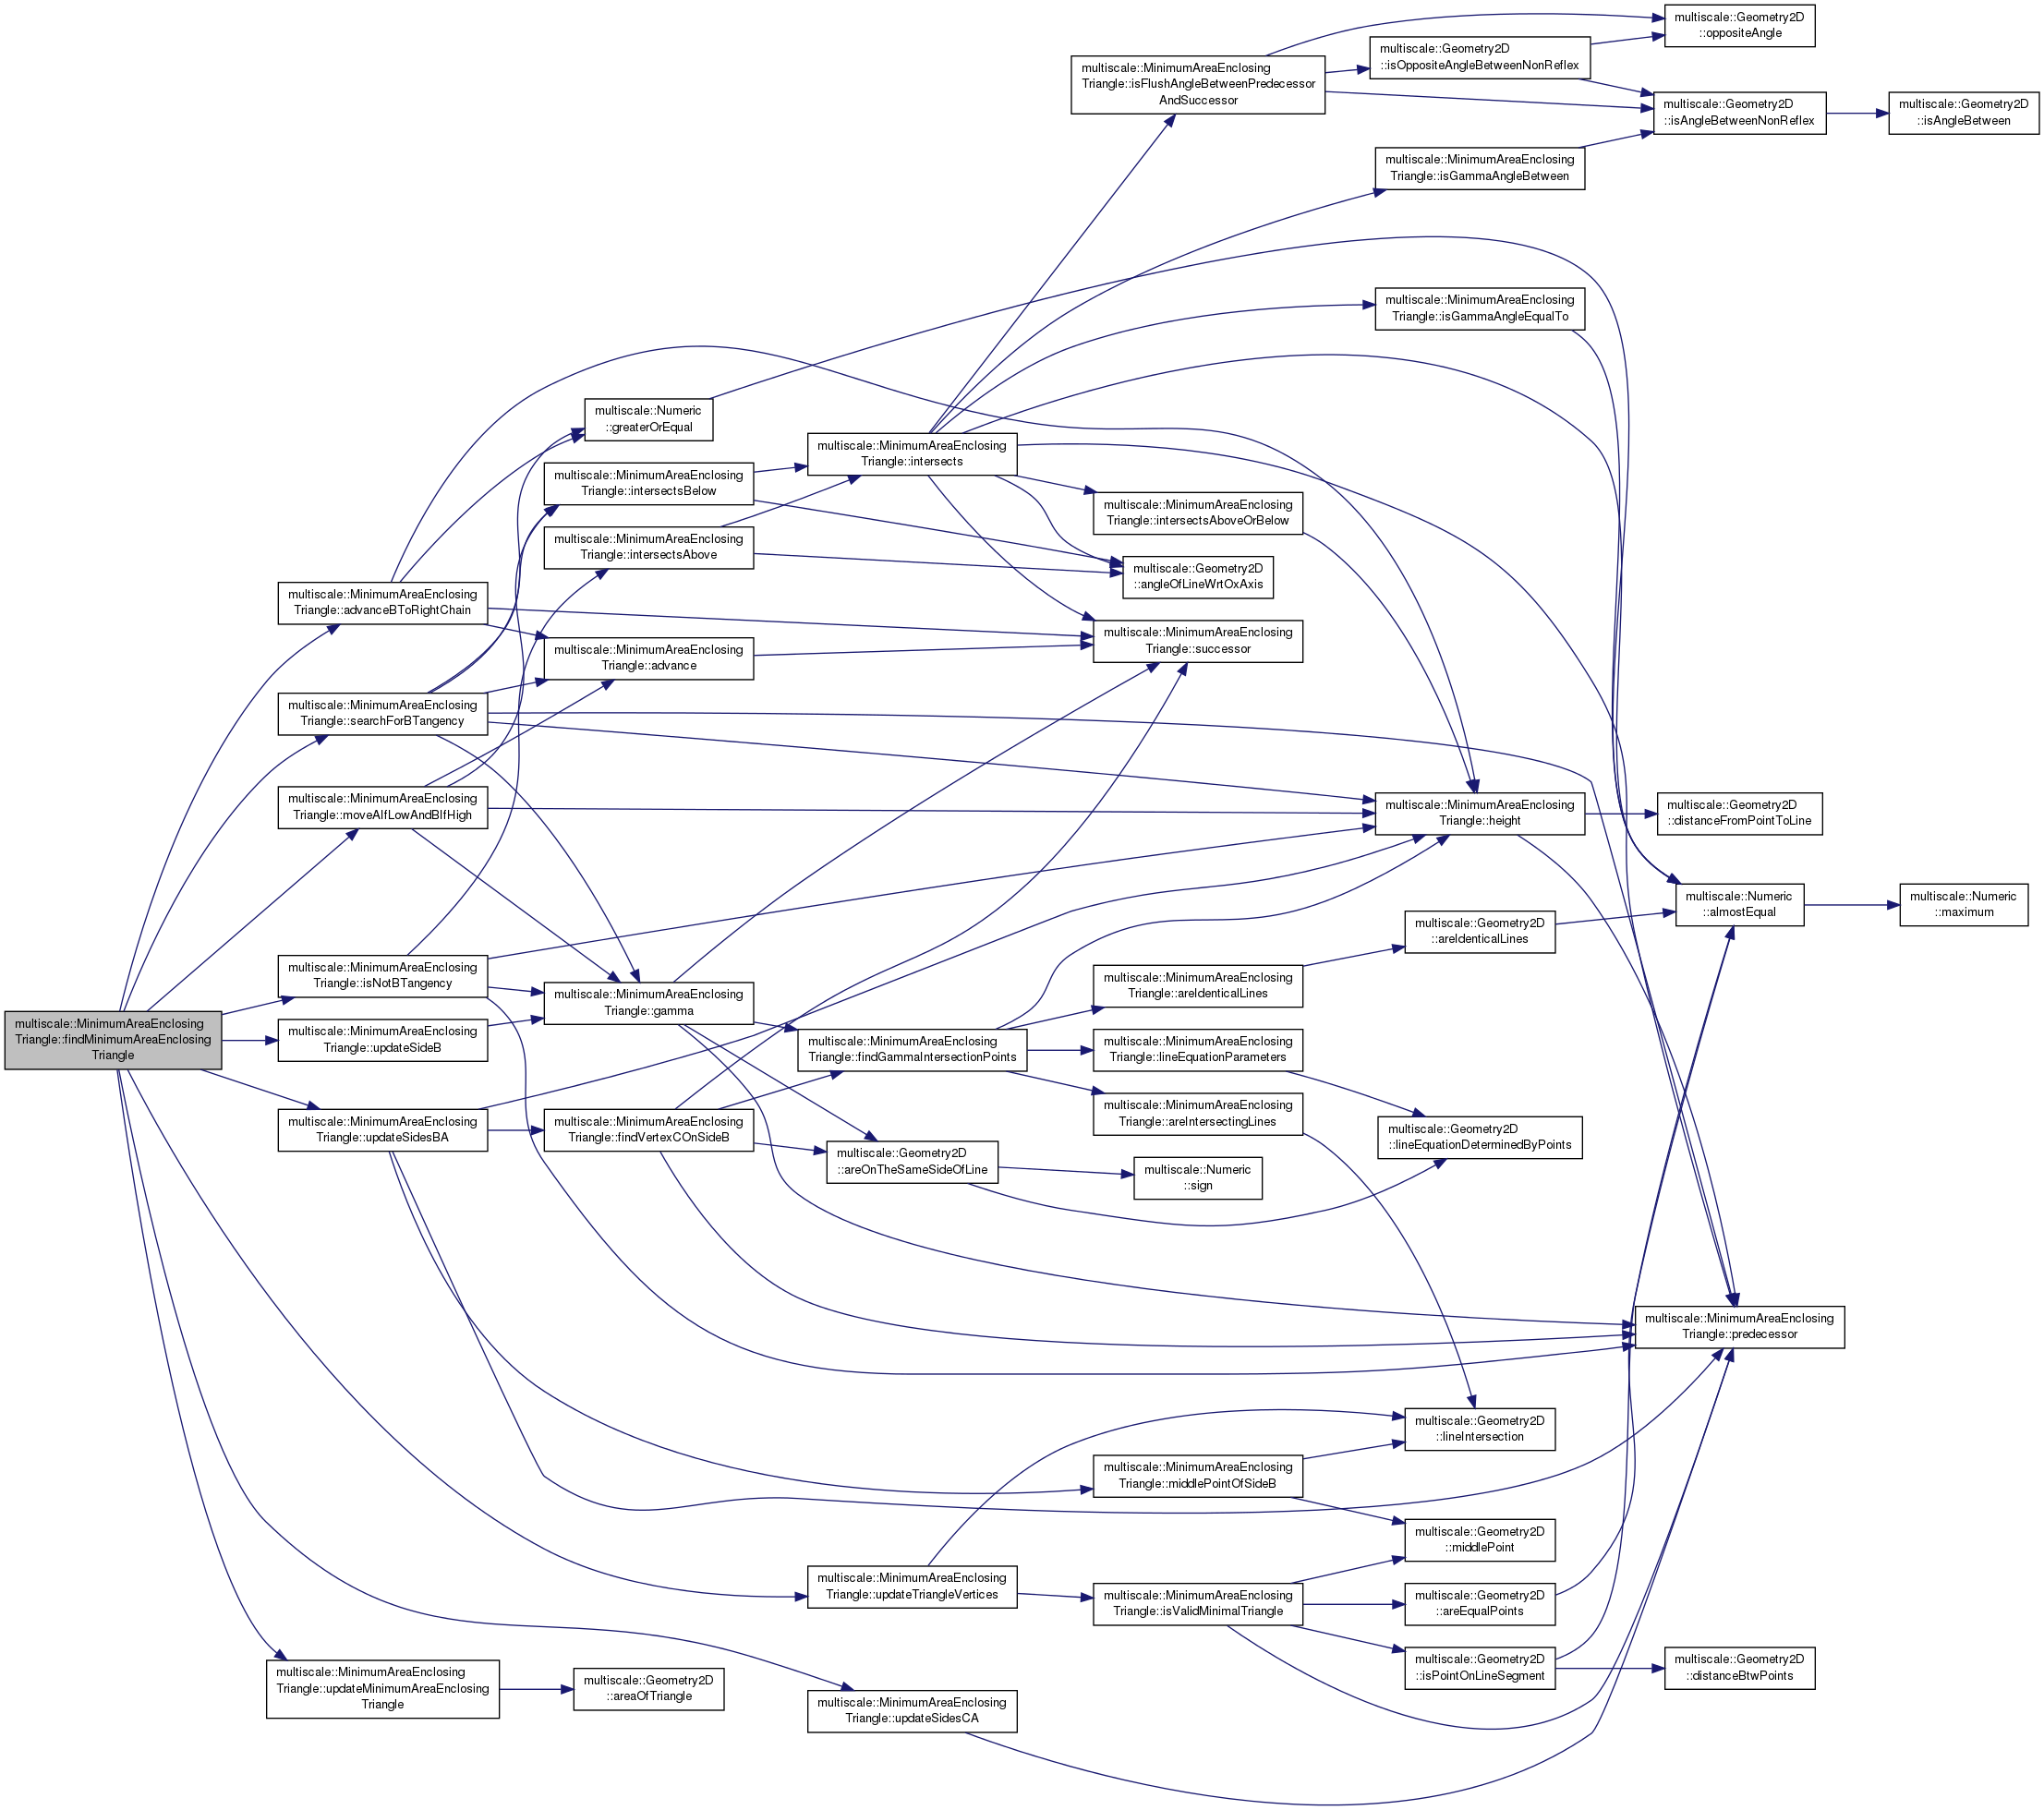 multiscale::Geometry2D
::oppositeAngle
multiscale::Geometry2D
::isOppositeAngleBetweenNonReflex
multiscale::MinimumAreaEnclosing
Triangle::isFlushAngleBetweenPredecessor
AndSuccessor
multiscale::Geometry2D
::isAngleBetweenNonReflex
multiscale::Geometry2D
::isAngleBetween
multiscale::MinimumAreaEnclosing
Triangle::isGammaAngleBetween
multiscale::MinimumAreaEnclosing
Triangle::isGammaAngleEqualTo
multiscale::Numeric
::greaterOrEqual
multiscale::MinimumAreaEnclosing
Triangle::intersects
multiscale::MinimumAreaEnclosing
Triangle::intersectsBelow
multiscale::MinimumAreaEnclosing
Triangle::intersectsAboveOrBelow
multiscale::MinimumAreaEnclosing
Triangle::intersectsAbove
multiscale::Geometry2D
::angleOfLineWrtOxAxis
multiscale::MinimumAreaEnclosing
Triangle::advanceBToRightChain
multiscale::MinimumAreaEnclosing
Triangle::successor
multiscale::MinimumAreaEnclosing
Triangle::advance
multiscale::MinimumAreaEnclosing
Triangle::searchForBTangency
multiscale::MinimumAreaEnclosing
Triangle::moveAIfLowAndBIfHigh
multiscale::MinimumAreaEnclosing
Triangle::height
multiscale::Geometry2D
::distanceFromPointToLine
multiscale::Numeric
::almostEqual
multiscale::Numeric
::maximum
multiscale::Geometry2D
::areIdenticalLines
multiscale::MinimumAreaEnclosing
Triangle::isNotBTangency
multiscale::MinimumAreaEnclosing
Triangle::areIdenticalLines
multiscale::MinimumAreaEnclosing
Triangle::gamma
multiscale::MinimumAreaEnclosing
Triangle::findMinimumAreaEnclosing
Triangle
multiscale::MinimumAreaEnclosing
Triangle::updateSideB
multiscale::MinimumAreaEnclosing
Triangle::findGammaIntersectionPoints
multiscale::MinimumAreaEnclosing
Triangle::lineEquationParameters
multiscale::MinimumAreaEnclosing
Triangle::areIntersectingLines
multiscale::MinimumAreaEnclosing
Triangle::updateSidesBA
multiscale::MinimumAreaEnclosing
Triangle::findVertexCOnSideB
multiscale::Geometry2D
::lineEquationDeterminedByPoints
multiscale::Geometry2D
::areOnTheSameSideOfLine
multiscale::Numeric
::sign
multiscale::MinimumAreaEnclosing
Triangle::predecessor
multiscale::Geometry2D
::lineIntersection
multiscale::MinimumAreaEnclosing
Triangle::middlePointOfSideB
multiscale::Geometry2D
::middlePoint
multiscale::MinimumAreaEnclosing
Triangle::updateTriangleVertices
multiscale::MinimumAreaEnclosing
Triangle::isValidMinimalTriangle
multiscale::Geometry2D
::areEqualPoints
multiscale::Geometry2D
::isPointOnLineSegment
multiscale::Geometry2D
::distanceBtwPoints
multiscale::MinimumAreaEnclosing
Triangle::updateMinimumAreaEnclosing
Triangle
multiscale::Geometry2D
::areaOfTriangle
multiscale::MinimumAreaEnclosing
Triangle::updateSidesCA